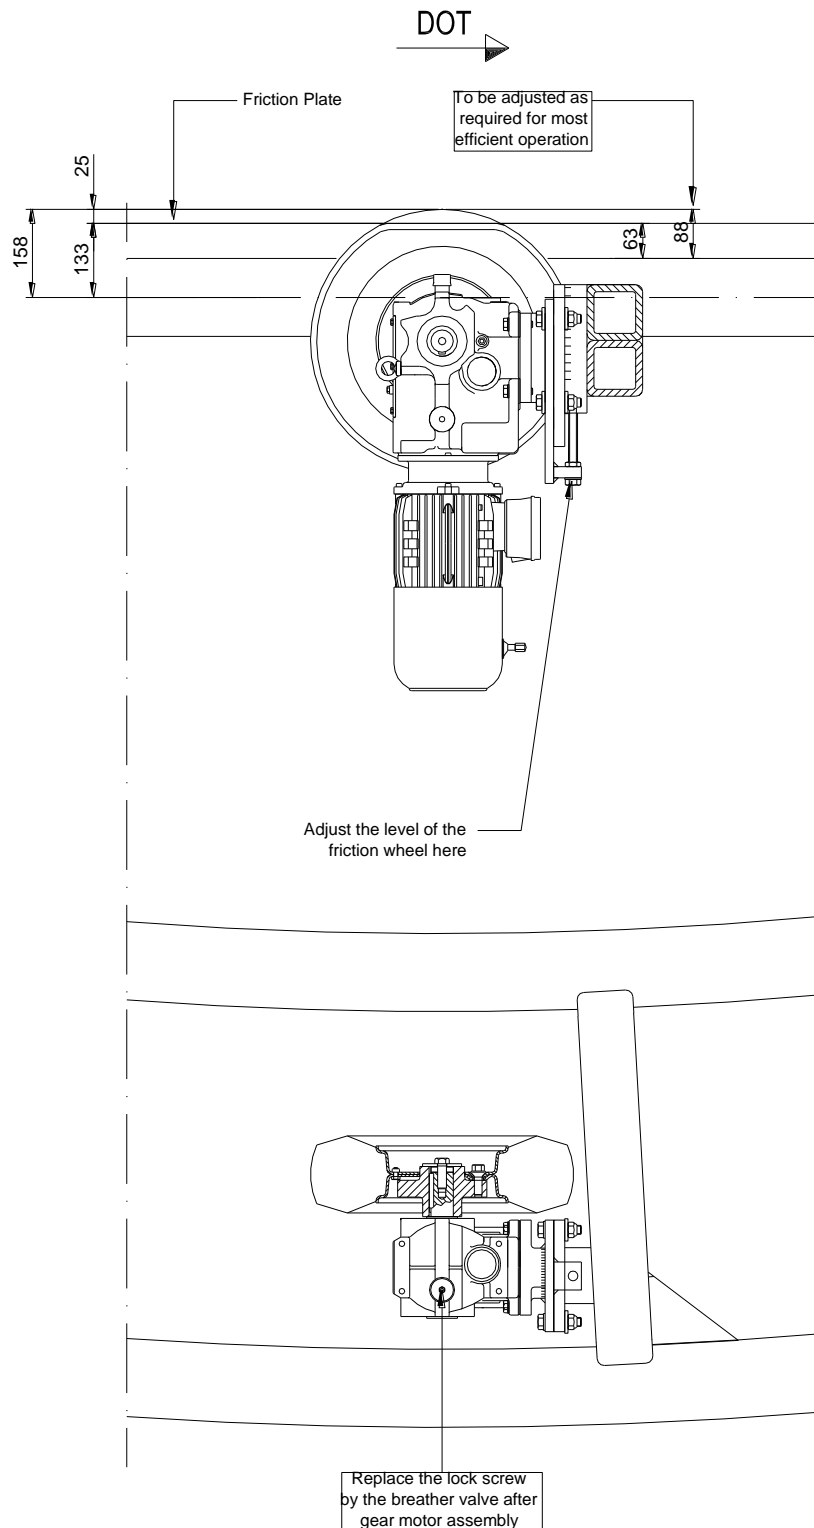 DOT
Friction Plate
To be adjusted as
required for most
efficient operation
25
158
133
63
88
Adjust the level of the
friction wheel here
Replace the lock screw
by the breather valve after
gear motor assembly